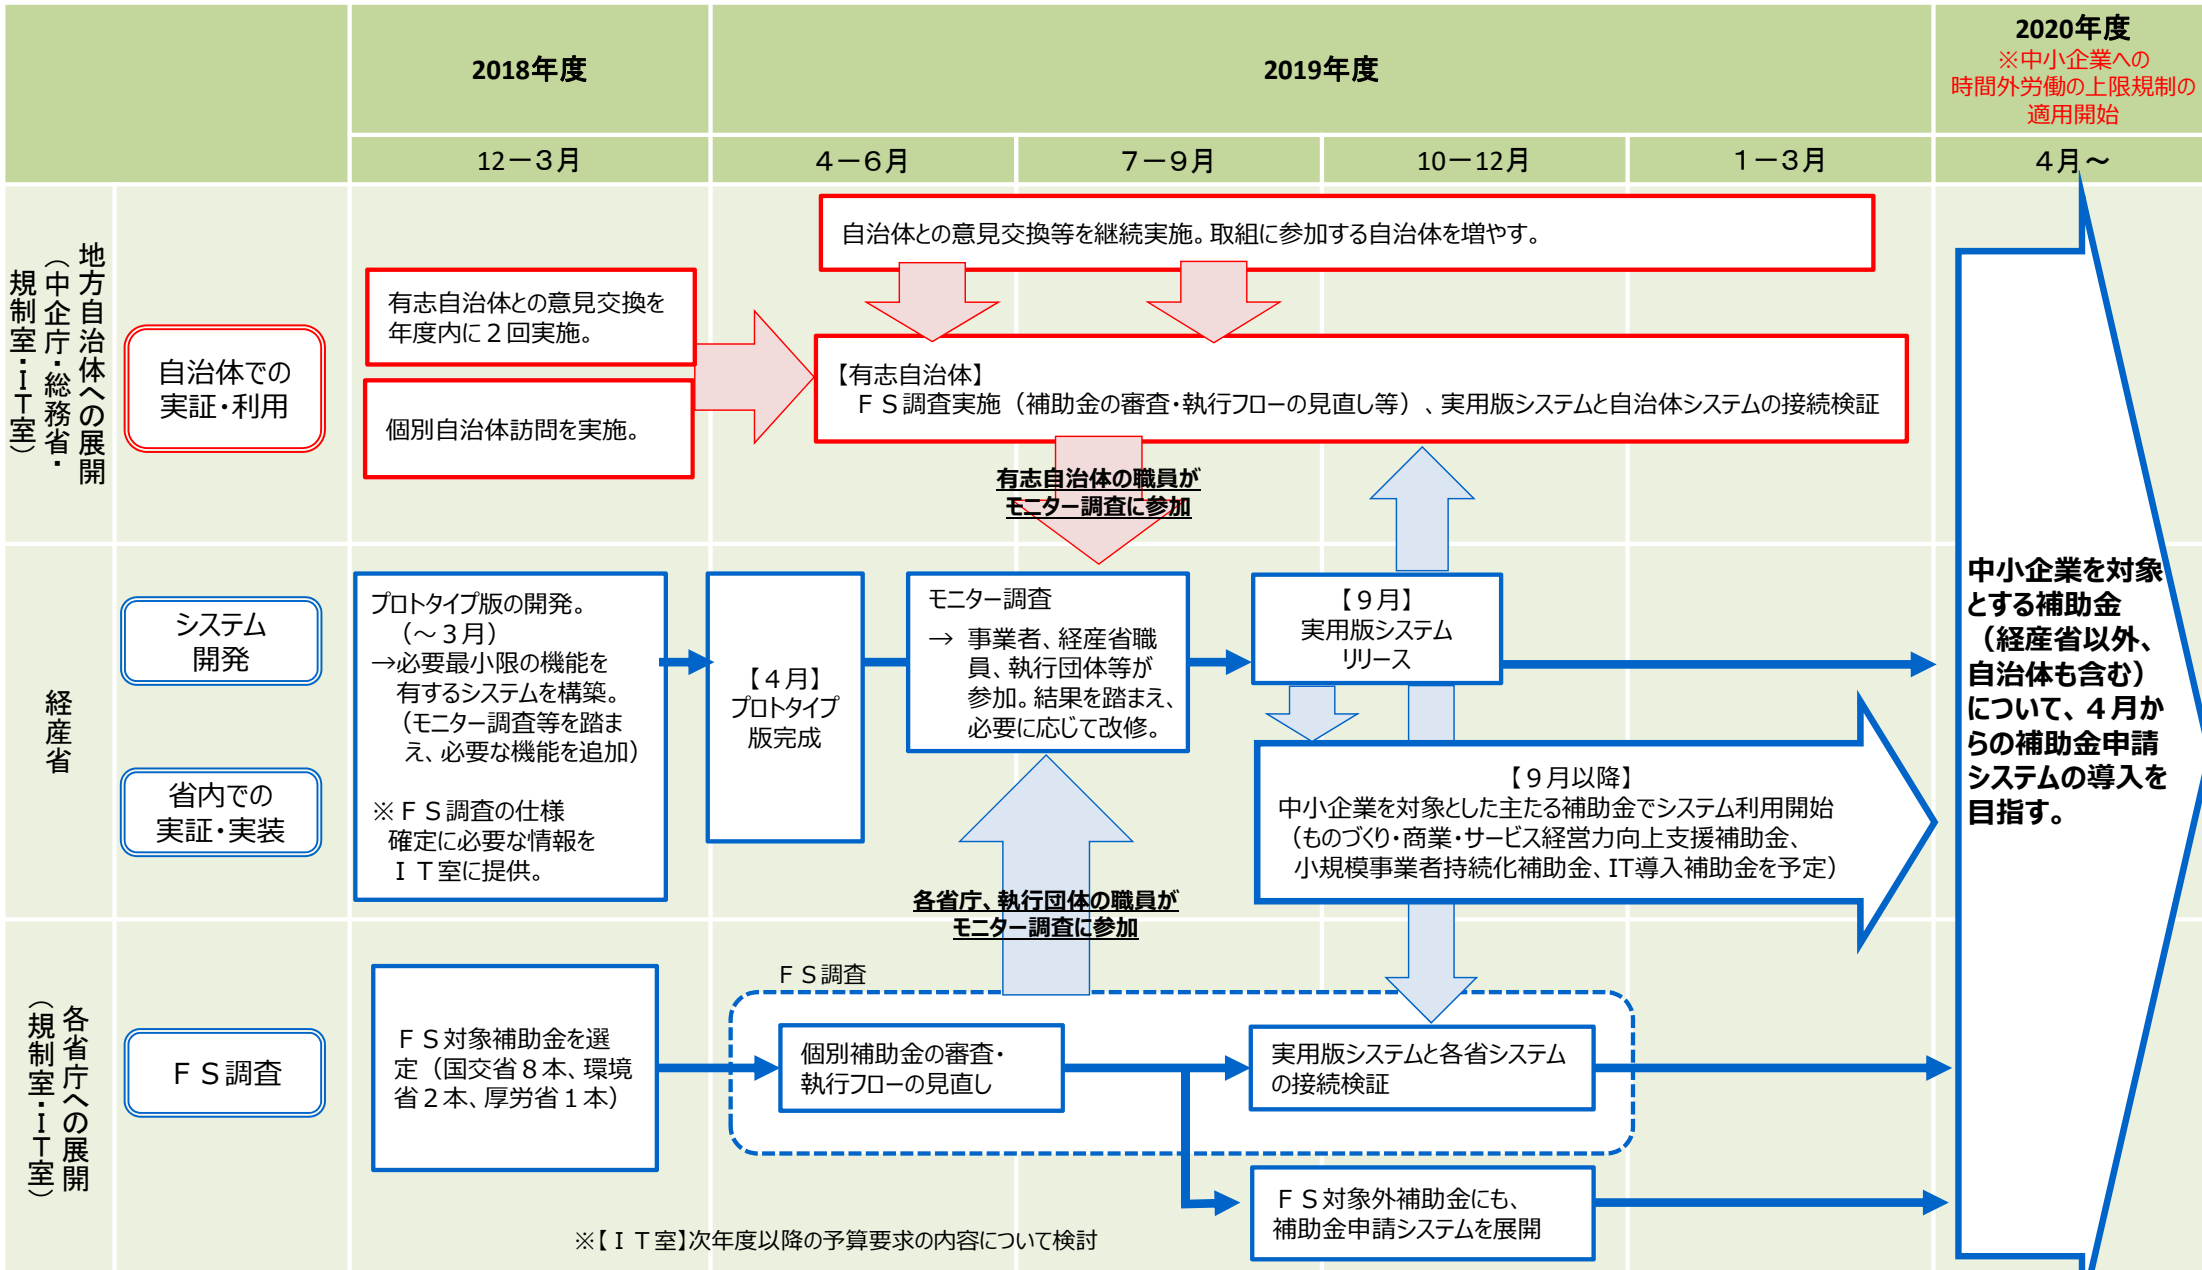 2018年度
2019年度
2020年度
※中小企業への
時間外労働の上限規制の
適用開始
12－3月
4－6月
7－9月
10－12月
1－3月
4月～
地方自治体への展開
（中企庁・総務省・
規制室・ＩＴ室）
自治体での
実証・利用
有志自治体との意見交換を
年度内に２回実施。
個別自治体訪問を実施。
自治体との意見交換等を継続実施。取組に参加する自治体を増やす。
【有志自治体】
ＦＳ調査実施（補助金の審査・執行フローの見直し等）、実用版システムと自治体システムの接続検証
有志自治体の職員が
モニター調査に参加
経産省
システム
開発
省内での
実証・実装
プロトタイプ版の開発。
（～３月）
→必要最小限の機能を
有するシステムを構築。
（モニター調査等を踏ま
え、必要な機能を追加）
※ＦＳ調査の仕様
確定に必要な情報を
ＩＴ室に提供。
【４月】
プロトタイプ
版完成
モニター調査
→ 事業者、経産省職
員、執行団体等が
参加。結果を踏まえ、
必要に応じて改修。
【９月】
実用版システム
リリース
【９月以降】
中小企業を対象とした主たる補助金でシステム利用開始
（ものづくり・商業・サービス経営力向上支援補助金、
小規模事業者持続化補助金、IT導入補助金を予定）
各省庁、執行団体の職員が
モニター調査に参加
中小企業を対象
とする補助金
（経産省以外、
自治体も含む）
について、４月か
らの補助金申請
システムの導入を
目指す。
各省庁への展開
（規制室・ＩＴ室）
ＦＳ調査
ＦＳ対象補助金を選
定（国交省８本、環境
省２本、厚労省１本）
ＦＳ調査
個別補助金の審査・
執行フローの見直し
実用版システムと各省システム
の接続検証
ＦＳ対象外補助金にも、
補助金申請システムを展開
※【ＩＴ室】次年度以降の予算要求の内容について検討